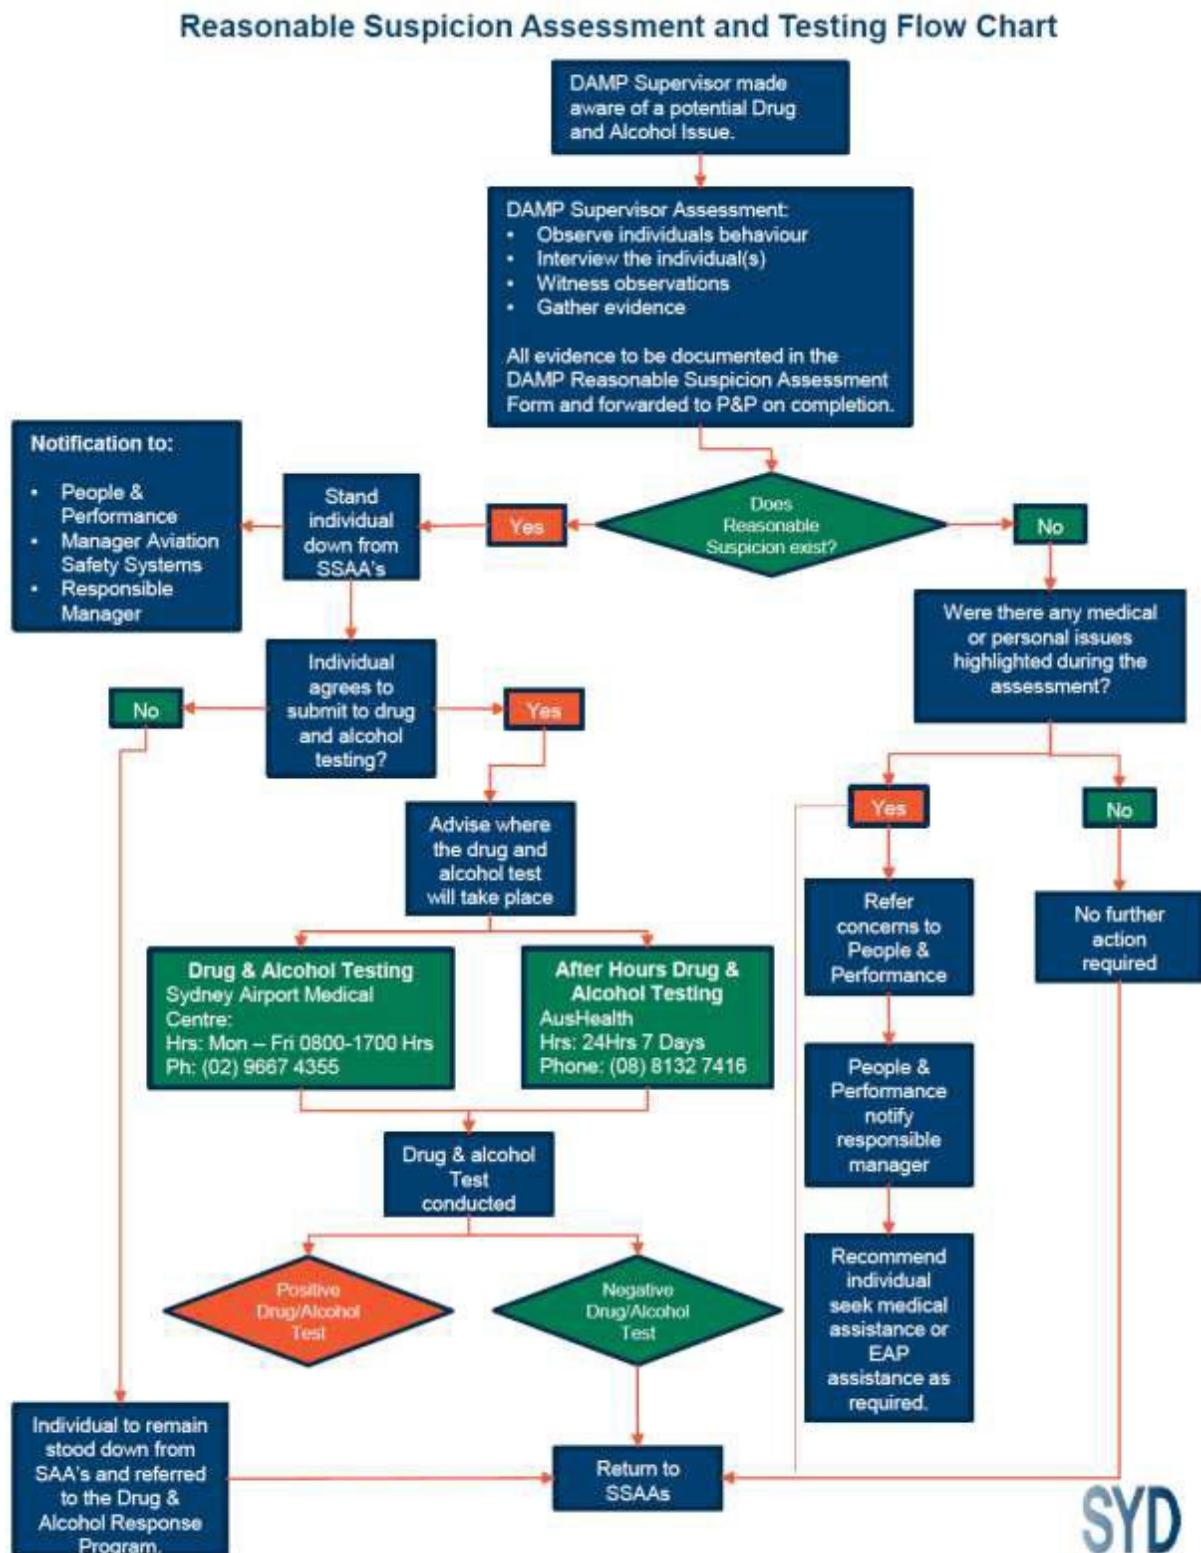 Reasonable Suspicion Assessment and Testing Flow Chart
DAMP Supervisor made
aware of a potential Drug
and Alcohol Issue.
DAMP Supervisor Assessment:
• Observe individuals behaviour
• Interview the individual(s)
• Witness observations
• Gather evidence
All evidence to be documented in the
DAMP Reasonable Suspicion Assessment
Form and forwarded to P&P on completion.
Notification to:
• People &
Performance
• Manager Aviation
Safety Systems
• Responsible
Manager
Stand
individual
down from
SSAA's
Yes
Does
Reasonable
Suspicion exist?
No
Were there any medical
or personal issues
highlighted during the
assessment?
No
Individual
agrees to
submit to drug
and alcohol
testing?
Yes
Yes
No
Advise where
the drug and
alcohol test
will take place
Refer
concerns to
People &
Performance
No further
action
required
Drug & Alcohol Testing
Sydney Airport Medical
Centre:
Hrs: Mon – Fri 0800-1700 Hrs
Ph: (02) 9667 4355
After Hours Drug &
Alcohol Testing
AusHealth
Hrs: 24Hrs 7 Days
Phone: (08) 8132 7416
People &
Performance
notify
responsible
manager
Drug & alcohol
Test
conducted
Positive
Drug/Alcohol
Test
Negative
Drug/Alcohol
Test
Recommend
individual
seek medical
assistance or
EAP
assistance as
required.
Individual to remain
stood down from
SAA's and referred
to the Drug &
Alcohol Response
Program.
Return to
SSAAs
SYD